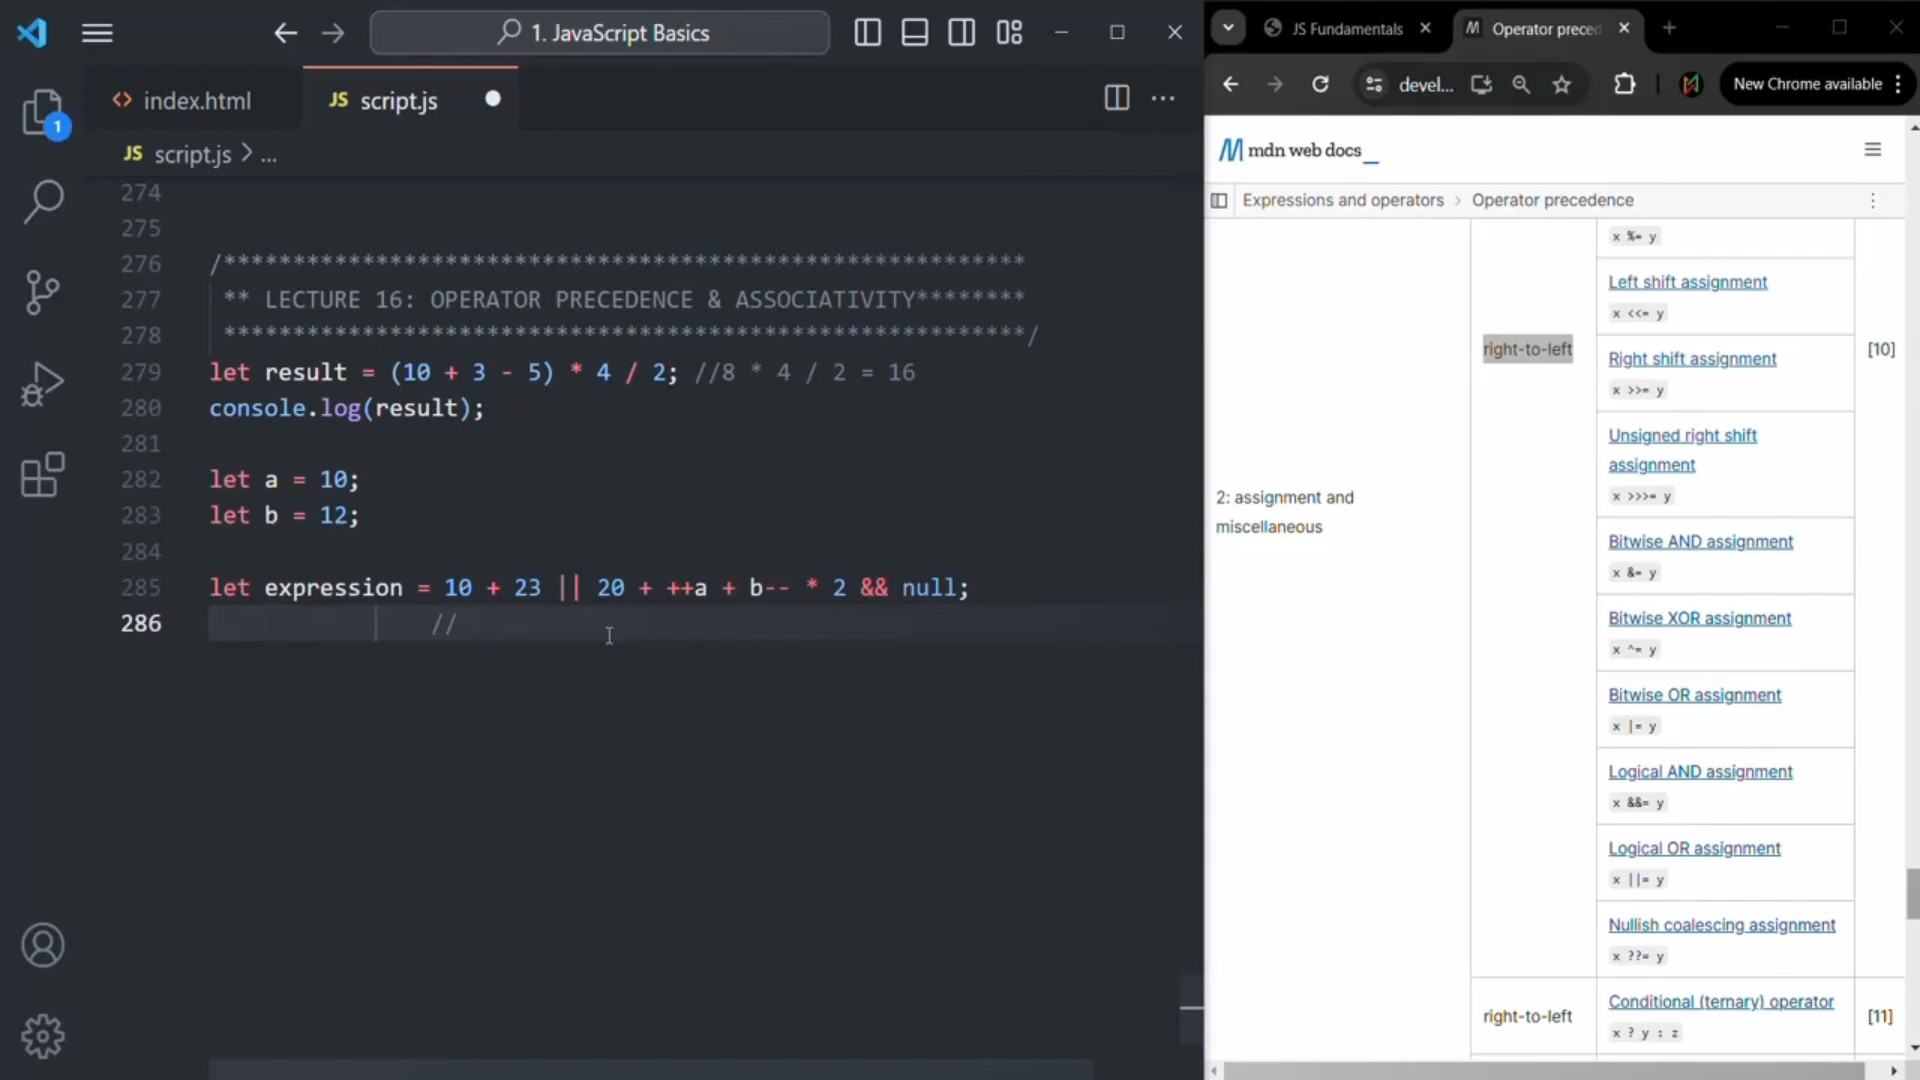 1. JavaScript Basics
index.html
JS script.js
JS script.js > ...
1
274
275
276 /**********************************************************
277 ** LECTURE 16: OPERATOR PRECEDENCE & ASSOCIATIVITY********
278 **********************************************************/
279 let result = (10 + 3 - 5) * 4 / 2; //8 * 4 / 2 = 16
280 console.log(result);
281
282 let a = 10;
283 let b = 12;
284
285 let expression = 10 + 23 || 20 + ++a + b-- * 2 && null;
286 //
JS Fundamentals
Operator preced
devel...
New Chrome available
mdn web docs_
Expressions and operators > Operator precedence
2: assignment and
miscellaneous
right-to-left
x %= y
Left shift assignment
x <<= y
Right shift assignment
x >>= y
Unsigned right shift
assignment
x >>>= y
Bitwise AND assignment
x &= y
Bitwise XOR assignment
x ^= y
Bitwise OR assignment
x |= y
Logical AND assignment
x &&= y
Logical OR assignment
x ||= y
Nullish coalescing assignment
x ??= y
[10]
right-to-left
Conditional (ternary) operator
x ? y : z
[11]